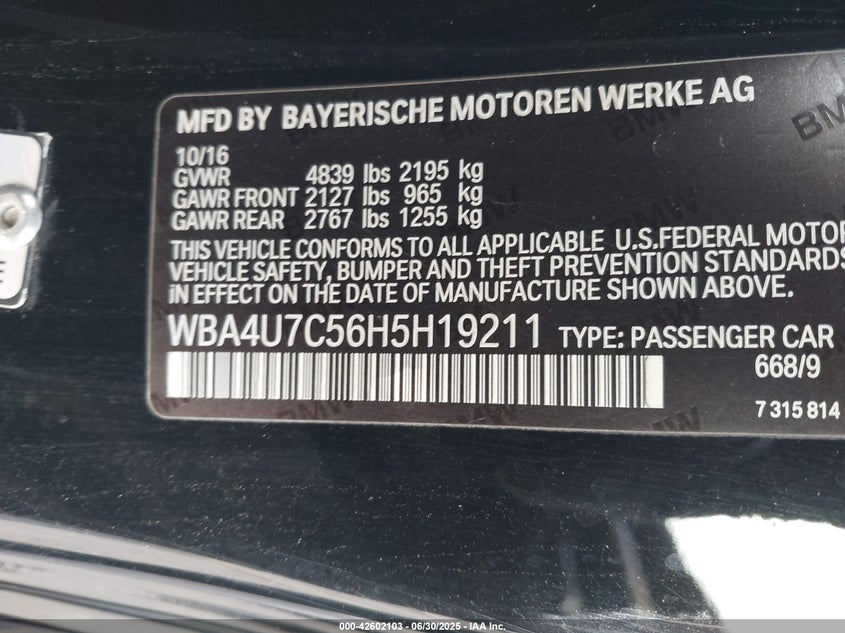 MFD BY BAYERISCHE MOTOREN WERKE AG
10/16
GVWR 4839 lbs 2195 kg
GAWR FRONT 2127 lbs 965 kg
GAWR REAR 2767 lbs 1255 kg
THIS VEHICLE CONFORMS TO ALL APPLICABLE U.S.FEDERAL MOTOR
VEHICLE SAFETY, BUMPER AND THEFT PREVENTION STANDARDS
iN EFFECT ON THE DATE OF MANUFACTURE SHOWN ABOVE.
WBA4U7C56H5H19211 TYPE: PASSENGER CAR
668/9
7 315 814
000-42602103 - 06/30/2025 - IAA Inc.